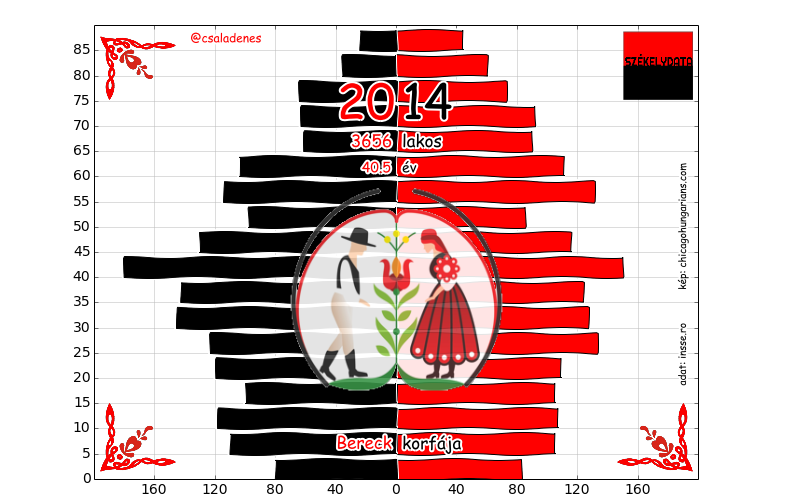 @csaladenes
SZÉKELYDATA
2014
3656 lakos
40.5 év
kép: chicagohungarians.com
adat: insse.ro
Bereck korfája
85
80
75
70
65
60
55
50
45
40
35
30
25
20
15
10
5
0
160 120 80 40 0 40 80 120 160